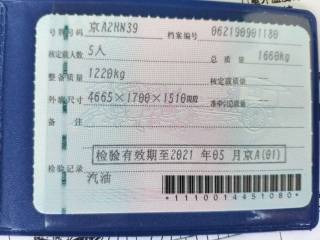 号牌号码 京A2HN39 档案编号 062190901180
核定载人数 5人 总质量 1660kg
整备质量 1220kg 核定载质量
外廓尺寸 4665×1700×1510mm 准牵引总质量
备注
检验有效期至2021年05月京A(01)
检验记录
汽油
*1110014451080*